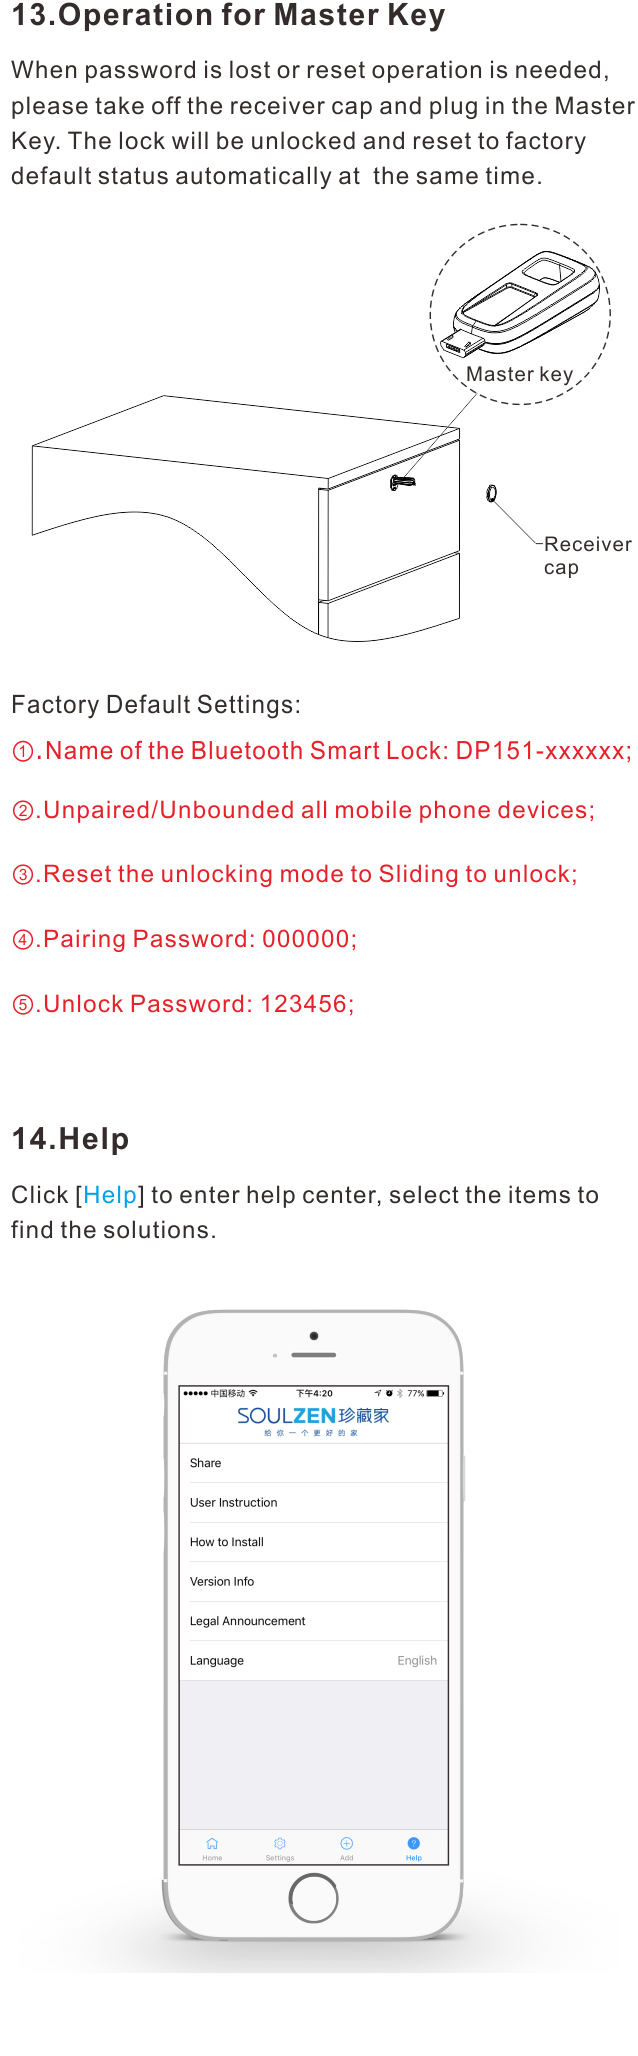 13.Operation for Master Key
When password is lost or reset operation is needed,
please take off the receiver cap and plug in the Master
Key. The lock will be unlocked and reset to factory
default status automatically at  the same time.
Master key
Receiver
cap
Factory Default Settings:
①.Name of the Bluetooth Smart Lock: DP151-xxxxxx;
②.Unpaired/Unbounded all mobile phone devices;
③.Reset the unlocking mode to Sliding to unlock;
④.Pairing Password: 000000;
⑤.Unlock Password: 123456;
14.Help
Click [Help] to enter help center, select the items to
find the solutions.
中国移动 下午4:20 77%
SOULZEN珍藏家
给你一个更好的家
Share
User Instruction
How to Install
Version Info
Legal Announcement
Language English
Home Settings Add Help